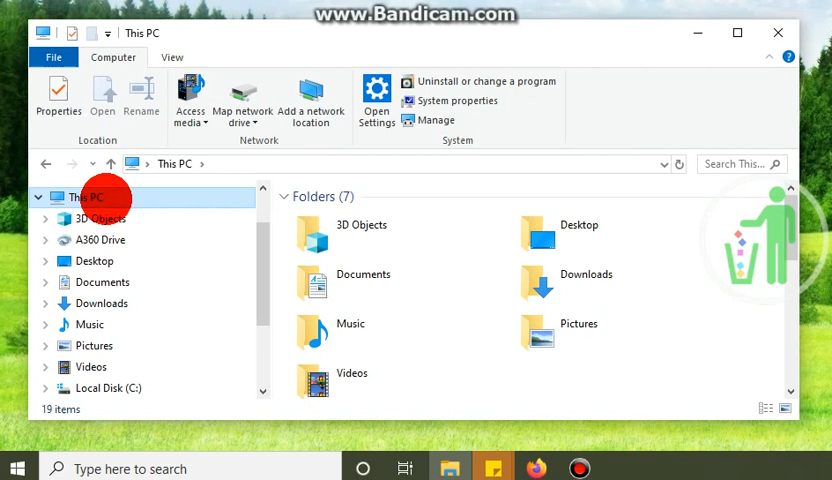 www.Bandicam.com
This PC
File
Computer
View
Properties
Open
Rename
Access media
Map network drive
Add a network location
Open Settings
Uninstall or change a program
System properties
Manage
Location
Network
System
This PC
Search This...
This PC
3D Objects
A360 Drive
Desktop
Documents
Downloads
Music
Pictures
Videos
Local Disk (C:)
Folders (7)
3D Objects
Desktop
Documents
Downloads
Music
Pictures
Videos
19 items
Type here to search